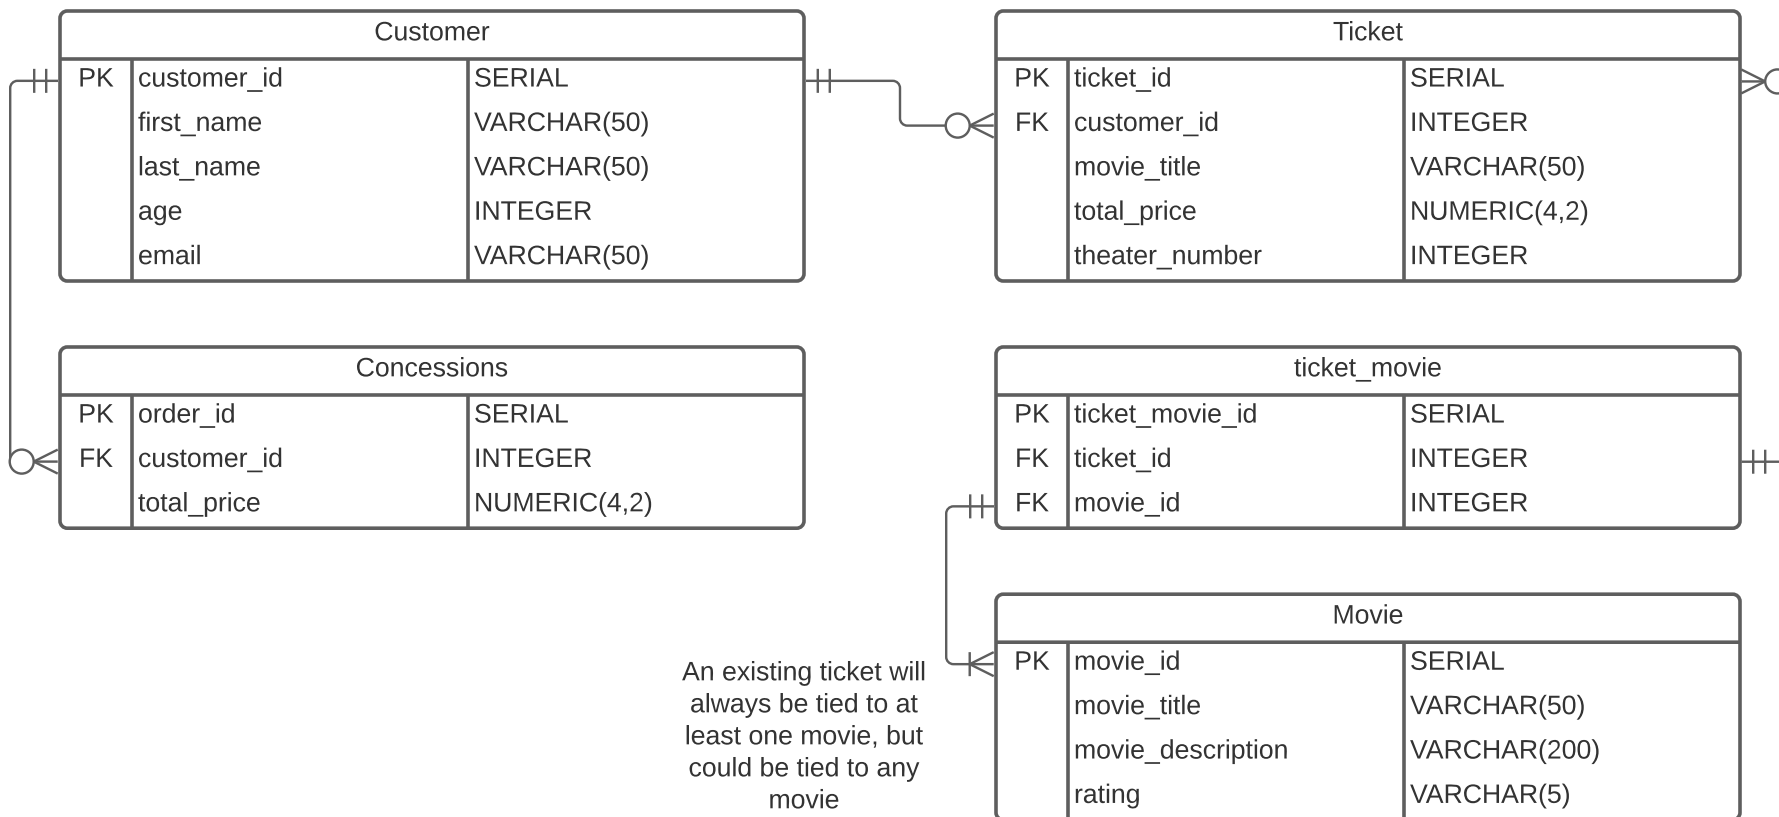 Customer
PK customer_id SERIAL
first_name VARCHAR(50)
last_name VARCHAR(50)
age INTEGER
email VARCHAR(50)
Ticket
PK ticket_id SERIAL
FK customer_id INTEGER
movie_title VARCHAR(50)
total_price NUMERIC(4,2)
theater_number INTEGER
Concessions
PK order_id SERIAL
FK customer_id INTEGER
total_price NUMERIC(4,2)
ticket_movie
PK ticket_movie_id SERIAL
FK ticket_id INTEGER
FK movie_id INTEGER
An existing ticket will
always be tied to at
least one movie, but
could be tied to any
movie
Movie
PK movie_id SERIAL
movie_title VARCHAR(50)
movie_description VARCHAR(200)
rating VARCHAR(5)